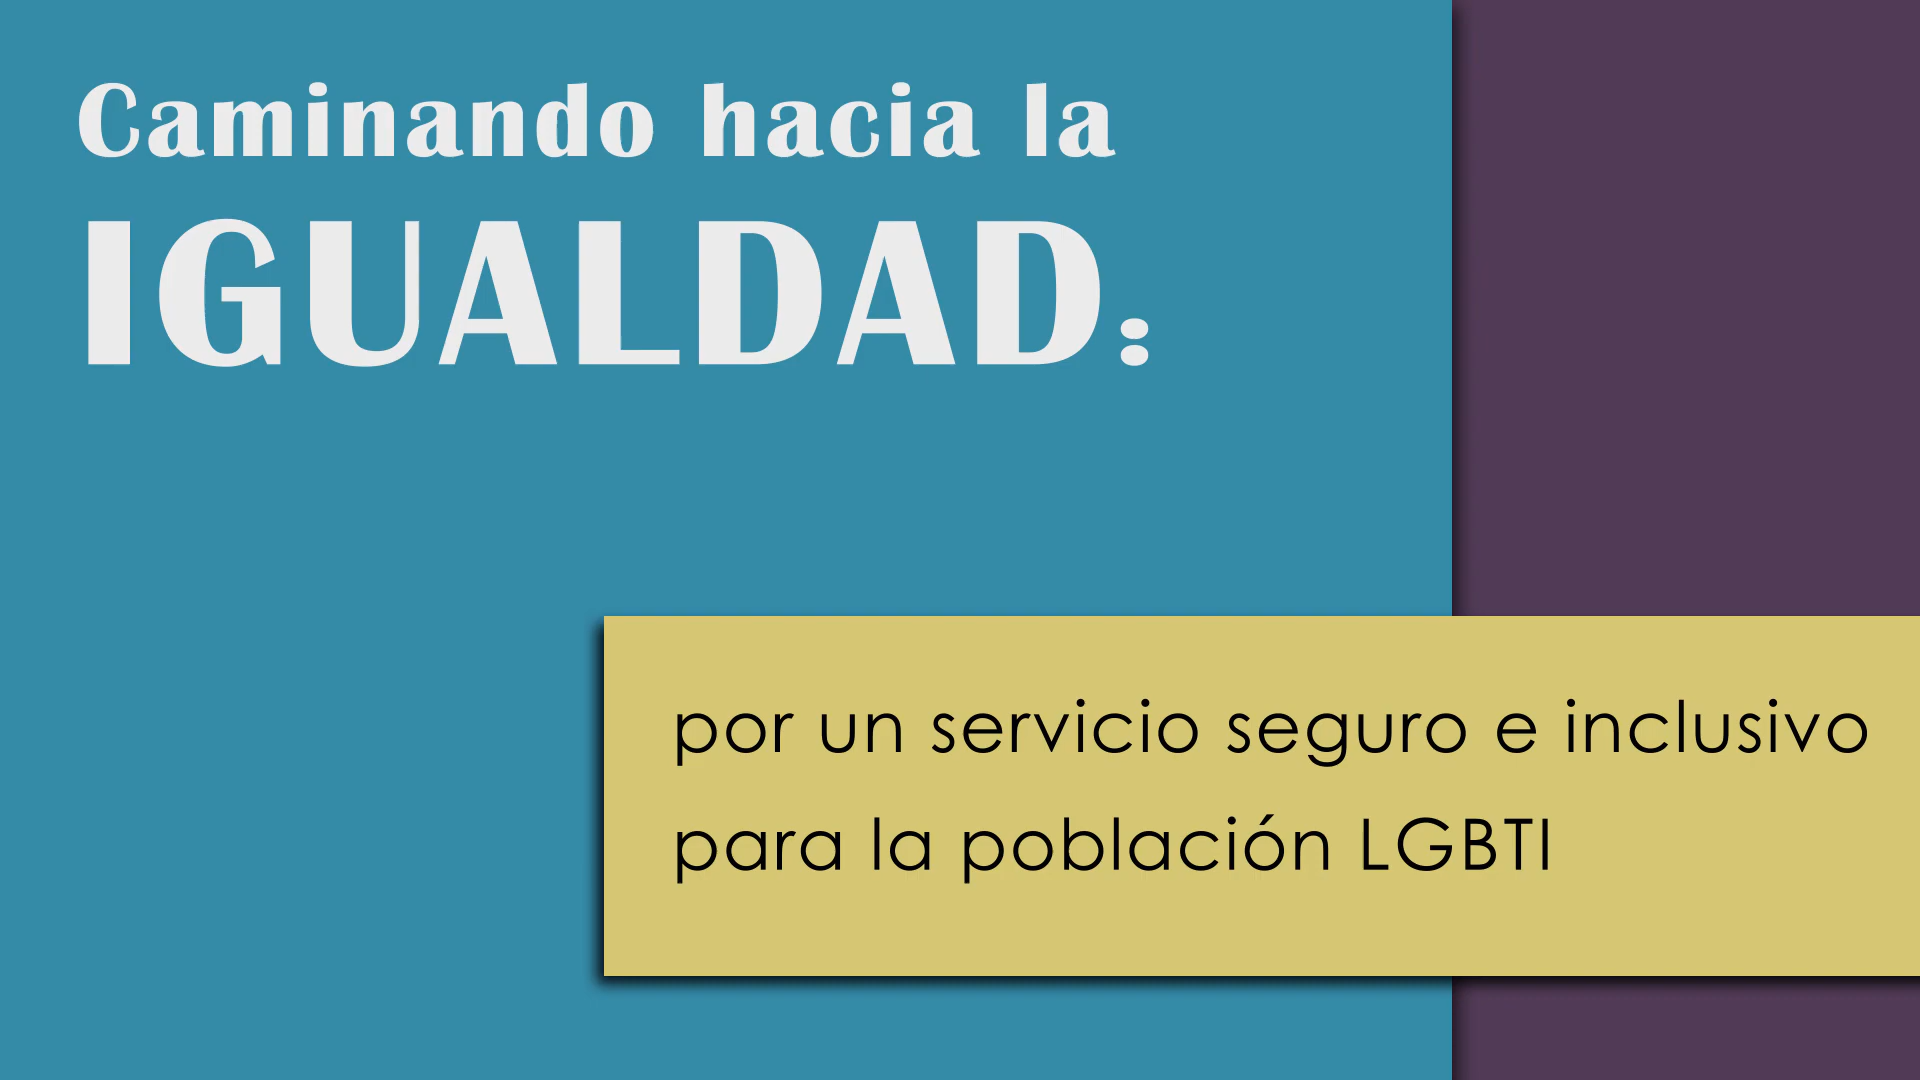 Caminando hacia la
IGUALDAD:
por un servicio seguro e inclusivo
para la población LGBTI